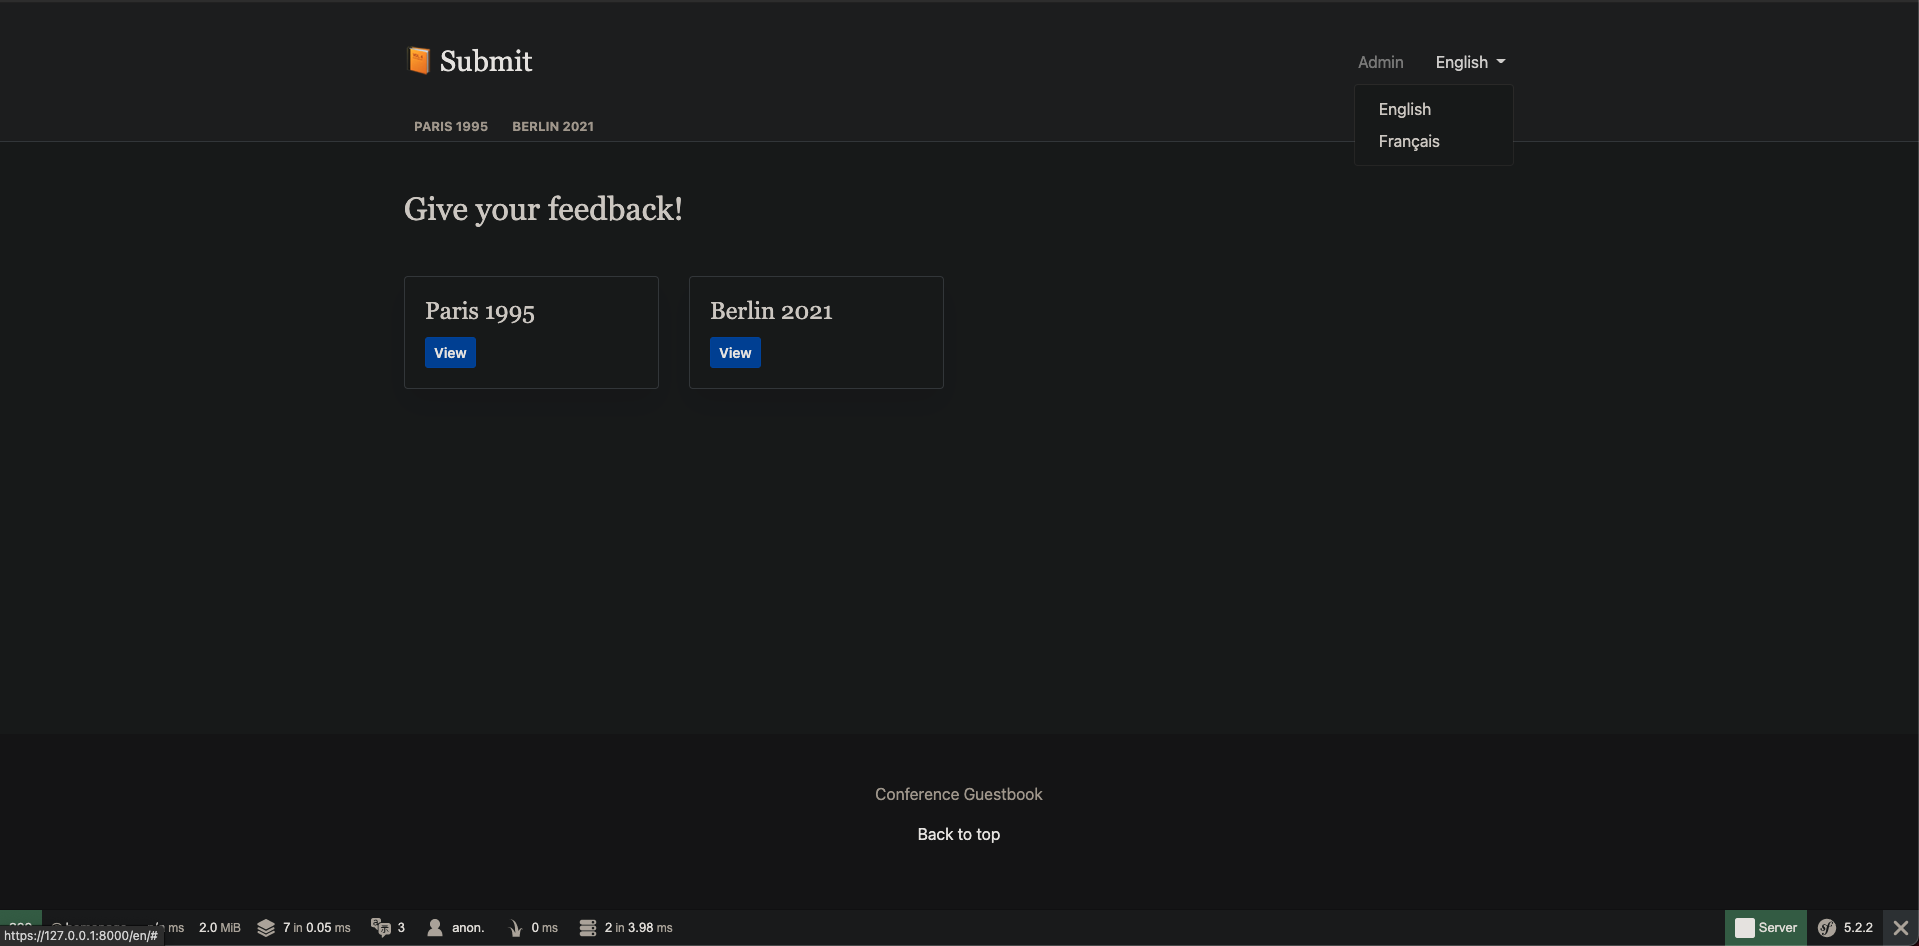 Submit
Admin
English
English
Français
PARIS 1995
BERLIN 2021
Give your feedback!
Paris 1995
View
Berlin 2021
View
Conference Guestbook
Back to top
ms
2.0 MiB
7 in 0.05 ms
3
anon.
0 ms
2 in 3.98 ms
Server
5.2.2
https://127.0.0.1:8000/en/#